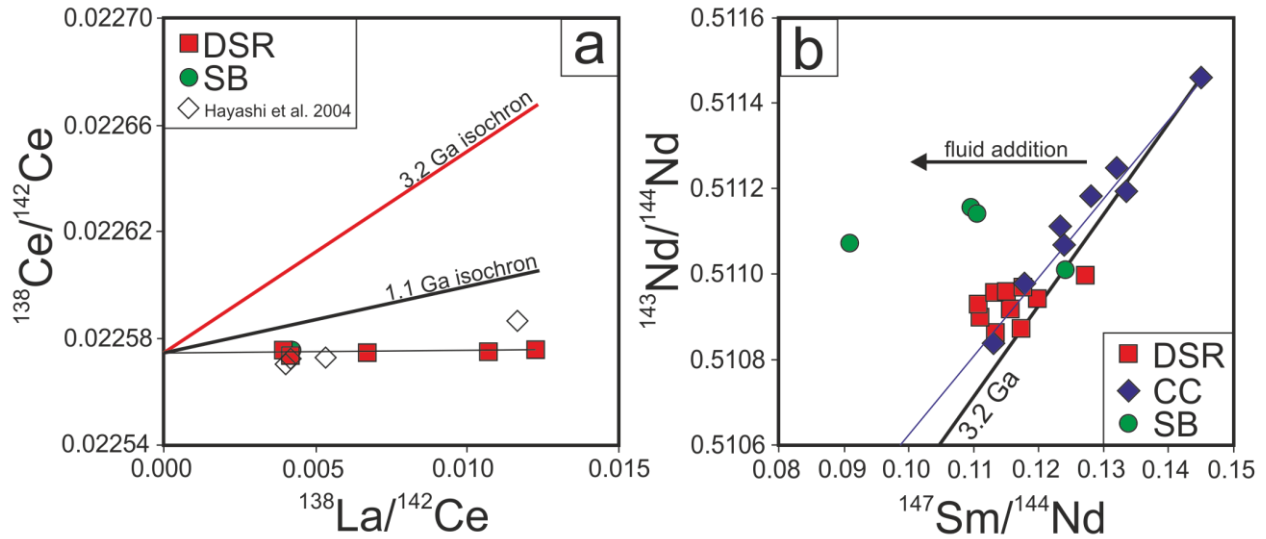 a
DSR
SB
Hayashi et al. 2004
3.2 Ga isochron
1.1 Ga isochron
0.02270
0.02266
0.02262
0.02258
0.02254
¹³⁸Ce/¹⁴²Ce
0.000
0.005
0.010
0.015
¹³⁸La/¹⁴²Ce
b
fluid addition
3.2 Ga
DSR
CC
SB
0.5116
0.5114
0.5112
0.5110
0.5108
0.5106
¹⁴³Nd/¹⁴⁴Nd
0.08
0.09
0.10
0.11
0.12
0.13
0.14
0.15
¹⁴⁷Sm/¹⁴⁴Nd